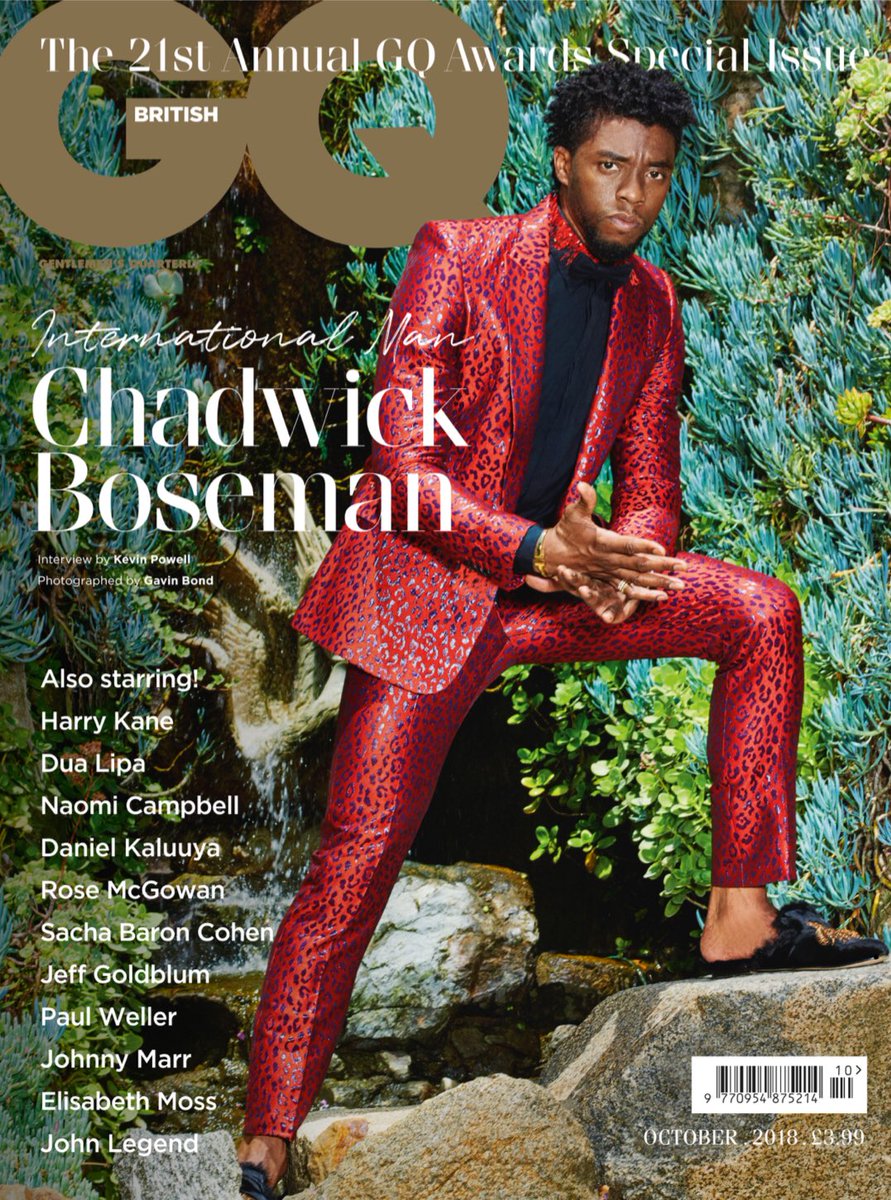 The 21st Annual GQ Awards Special Issue
GQ
BRITISH
GENTLEMEN'S QUARTERLY
International Man
Chadwick
Boseman
Interview by Kevin Powell
Photographed by Gavin Bond
Also starring!
Harry Kane
Dua Lipa
Naomi Campbell
Daniel Kaluuya
Rose McGowan
Sacha Baron Cohen
Jeff Goldblum
Paul Weller
Johnny Marr
Elisabeth Moss
John Legend
10>
9 770954 875214
OCTOBER . 2018 . £3.99